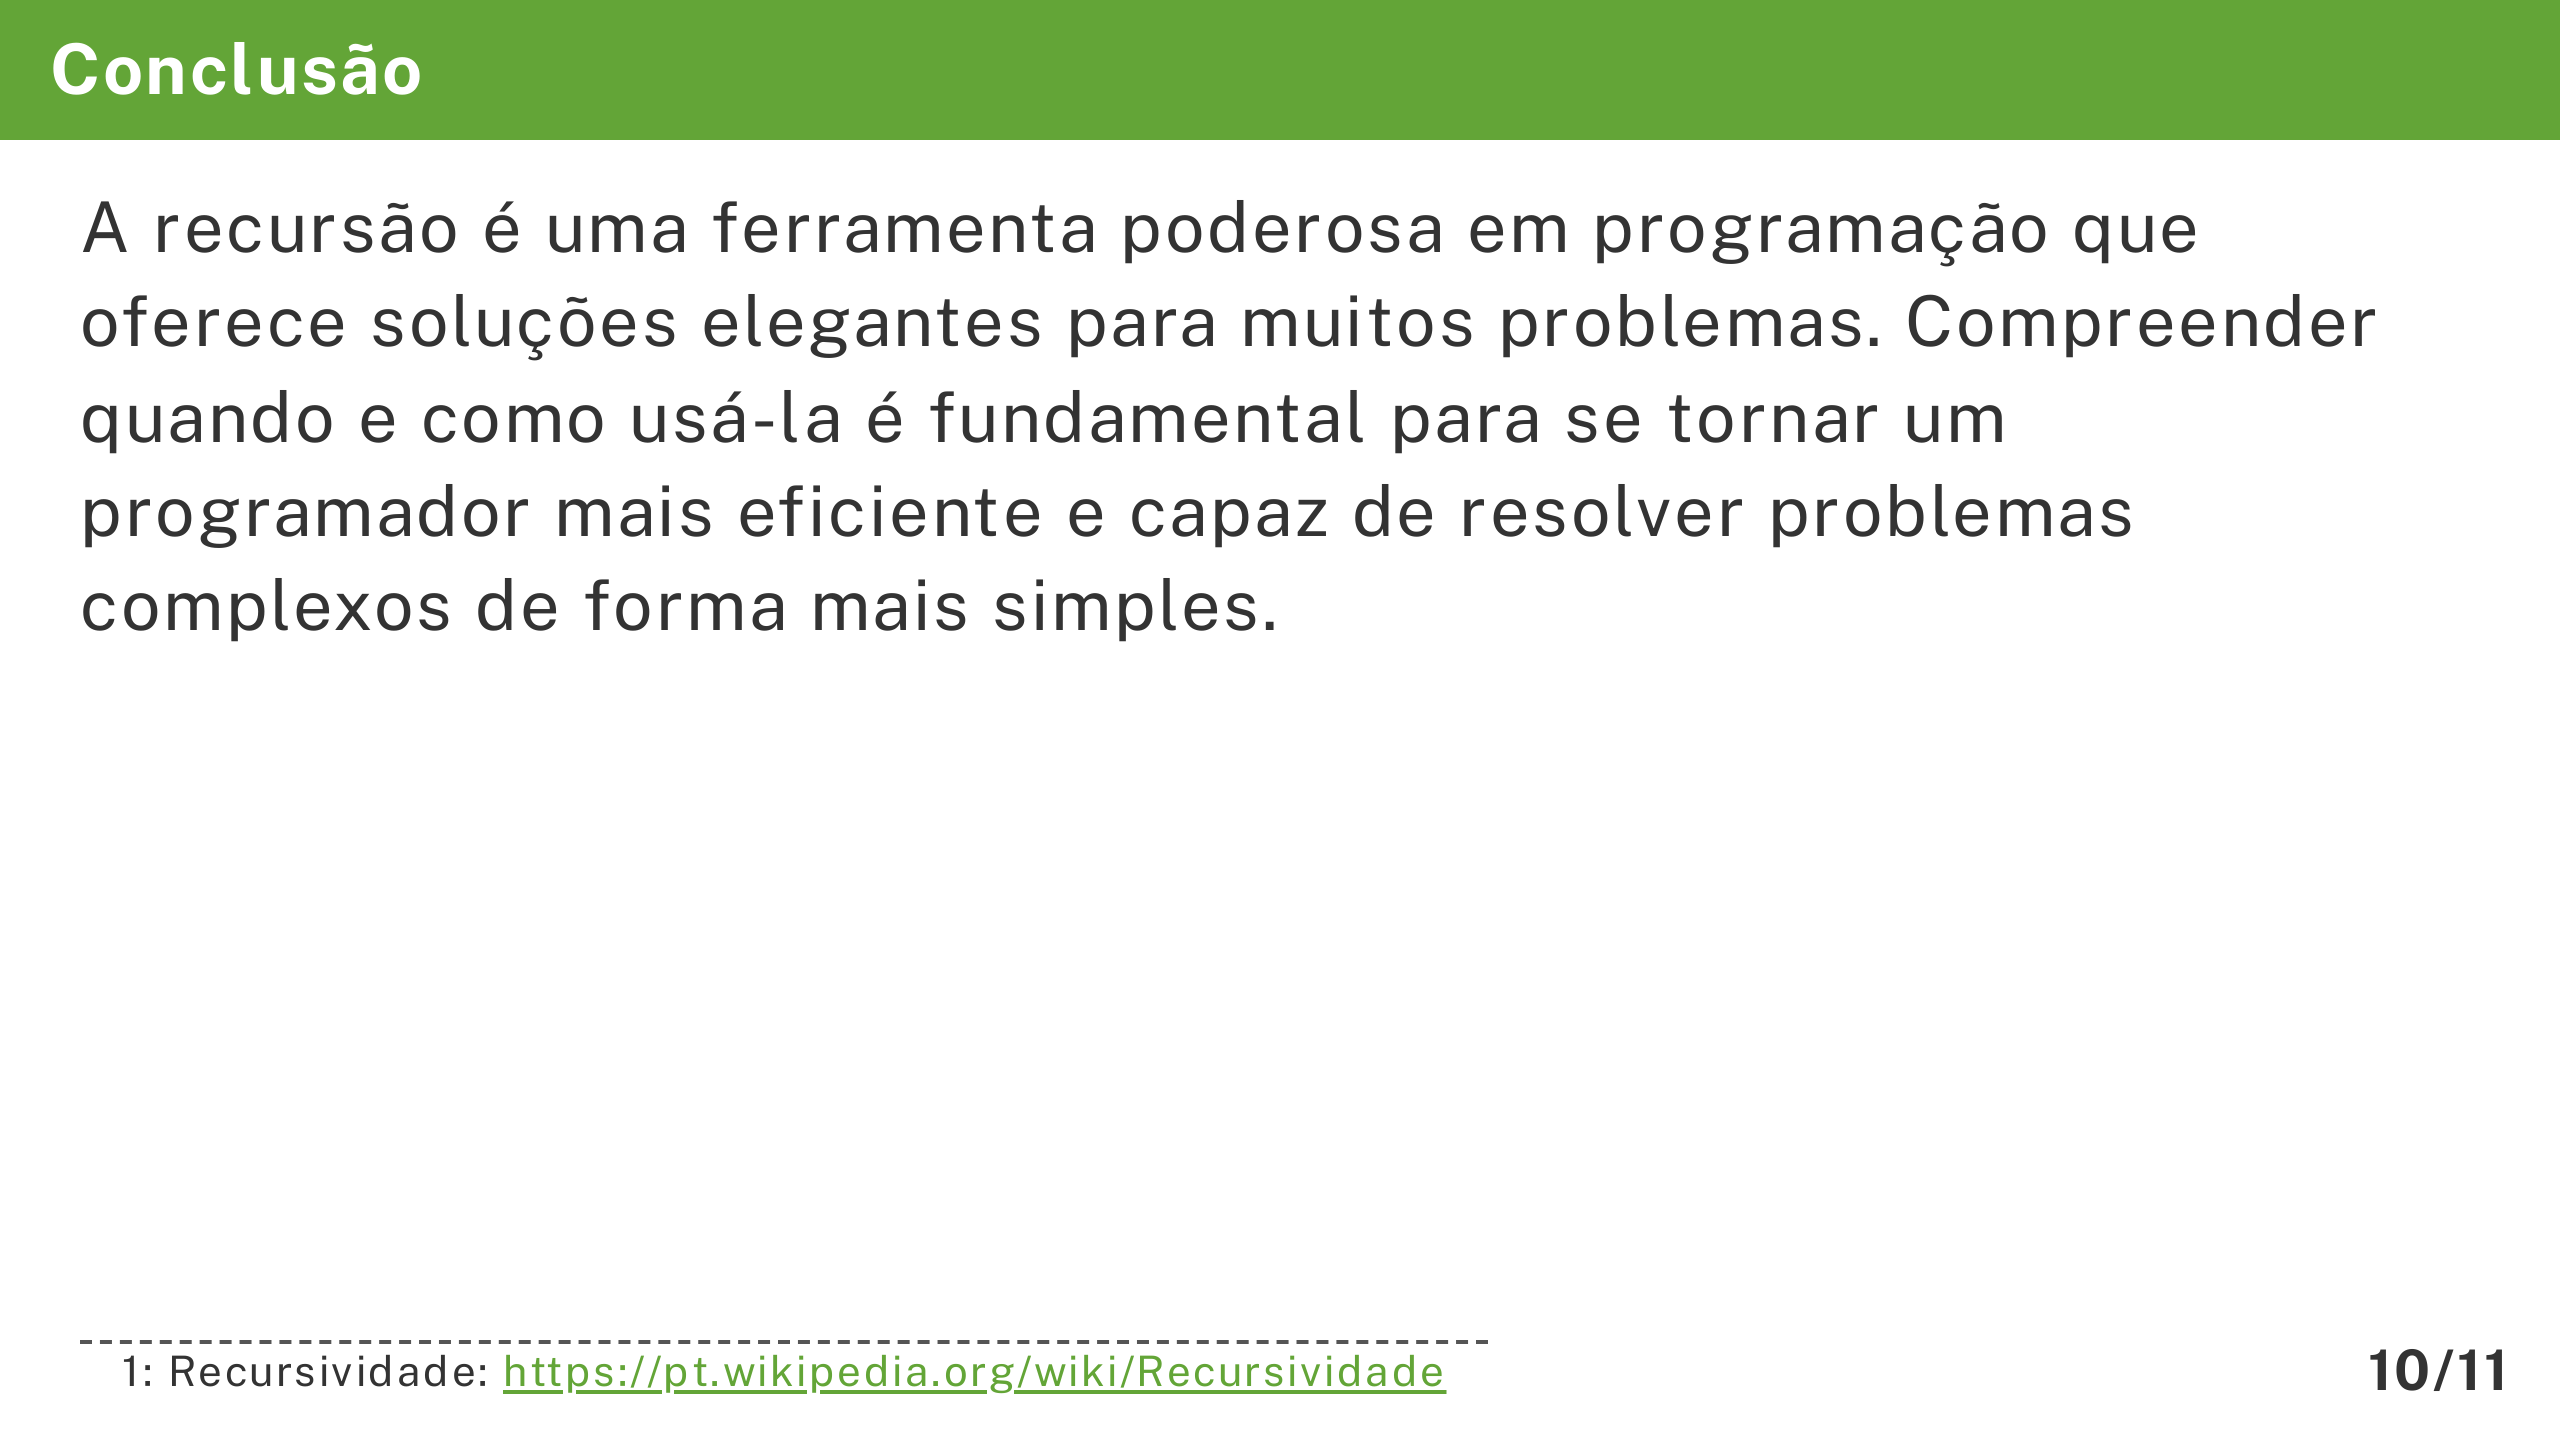 Conclusão
A recursão é uma ferramenta poderosa em programação que
oferece soluções elegantes para muitos problemas. Compreender
quando e como usá-la é fundamental para se tornar um
programador mais eficiente e capaz de resolver problemas
complexos de forma mais simples.
1: Recursividade: https://pt.wikipedia.org/wiki/Recursividade
10/11